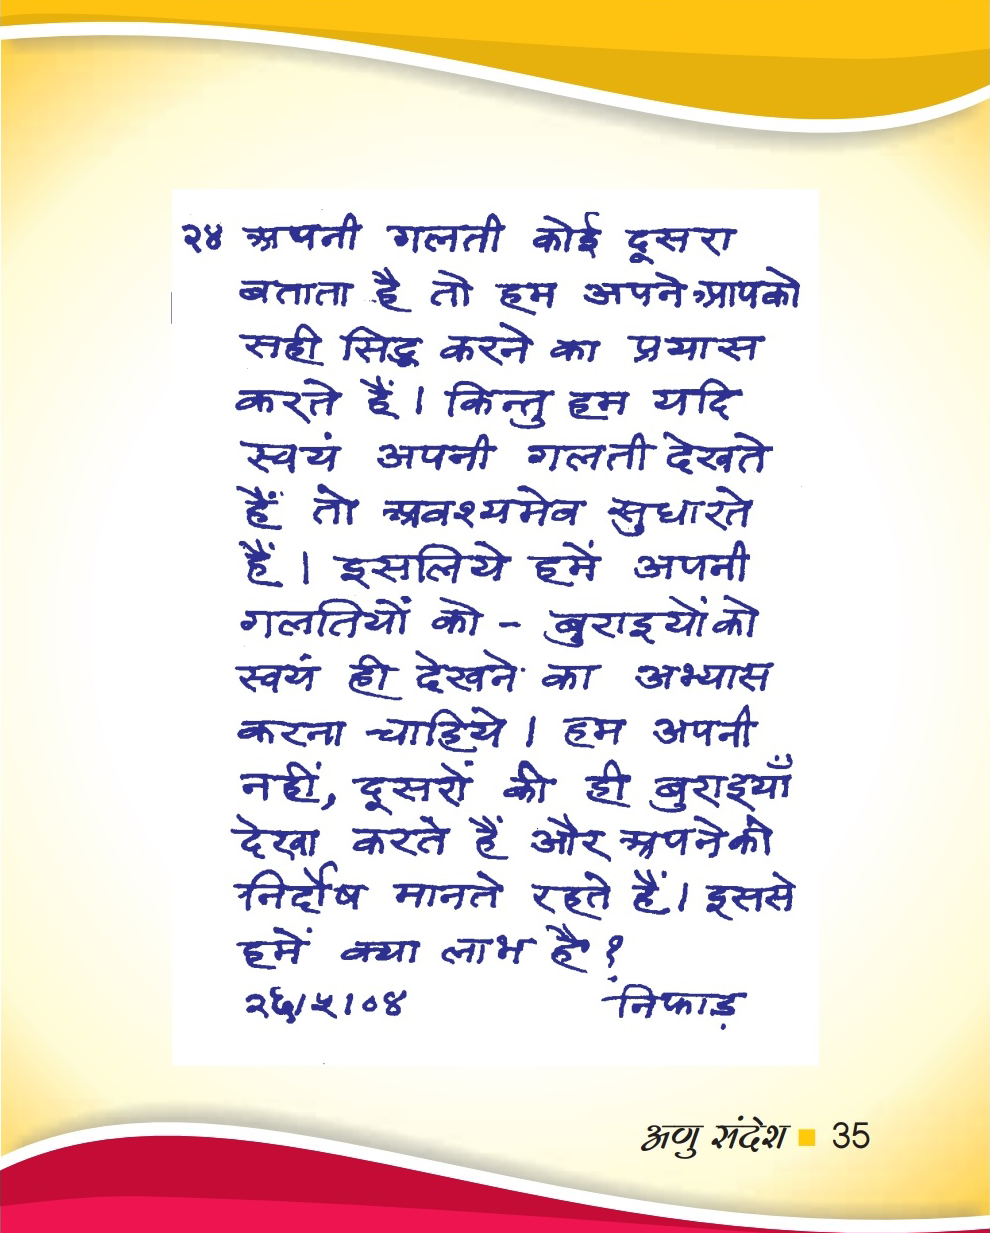 २४ अपनी गलती कोई दूसरा
बताता है तो हम अपने आपको
सही सिद्ध करने का प्रयास
करते हैं। किन्तु हम यदि
स्वयं अपनी गलती देखते
हैं तो अवश्यमेव सुधारते
हैं। इसलिये हमें अपनी
गलतियों को - बुराइयों को
स्वयं ही देखने का अभ्यास
करना चाहिये। हम अपनी
नहीं, दूसरों की ही बुराइयाँ
देखा करते हैं और अपने को
निर्दोष मानते रहते हैं। इससे
हमें क्या लाभ है?
२६/५/०४ निफाड़
अणु संदेश ■ 35